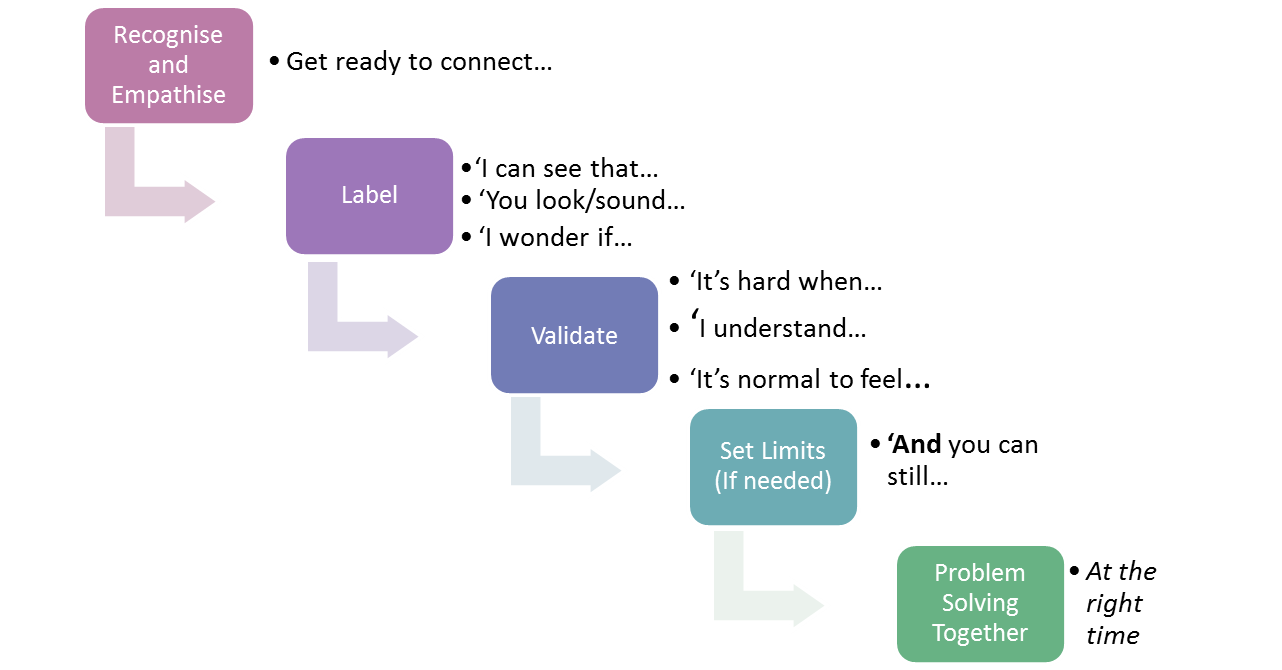 Recognise
and
Empathise
• Get ready to connect…
Label
•‘I can see that…
• ‘You look/sound…
• ‘I wonder if…
Validate
• ‘It’s hard when…
• ‘I understand…
• ‘It’s normal to feel…
Set Limits
(If needed)
• ‘And you can
still…
Problem
Solving
Together
• At the
right
time